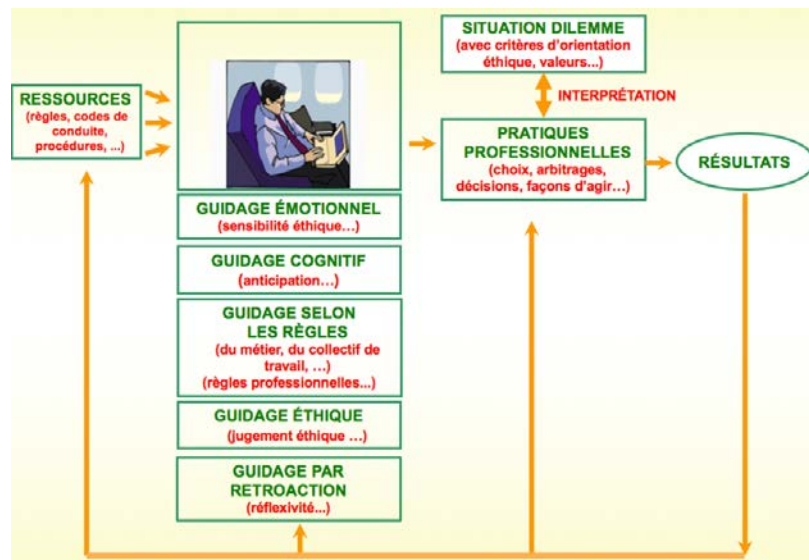 RESSOURCES
(règles, codes de
conduite,
procédures, ...)
GUIDAGE ÉMOTIONNEL
(sensibilité éthique…)
GUIDAGE COGNITIF
(anticipation…)
GUIDAGE SELON
LES RÈGLES
(du métier, du collectif de
travail, …)
(règles professionnelles...)
GUIDAGE ÉTHIQUE
(jugement éthique …)
GUIDAGE PAR
RETROACTION
(réflexivité...)
SITUATION DILEMME
(avec critères d'orientation
éthique, valeurs...)
INTERPRÉTATION
PRATIQUES
PROFESSIONNELLES
(choix, arbitrages,
décisions, façons d'agir…)
RÉSULTATS